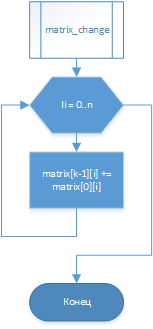 matrix_change
Ii = 0..n
matrix[k-1][i] +=
matrix[0][i]
Конец